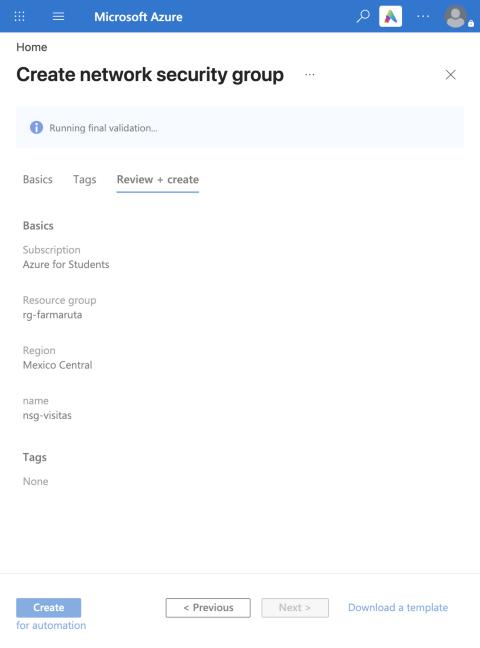 Microsoft Azure
Home
Create network security group
Running final validation...
Basics Tags Review + create
Basics
Subscription
Azure for Students
Resource group
rg-farmaruta
Region
Mexico Central
name
nsg-visitas
Tags
None
Create < Previous Next > Download a template
for automation